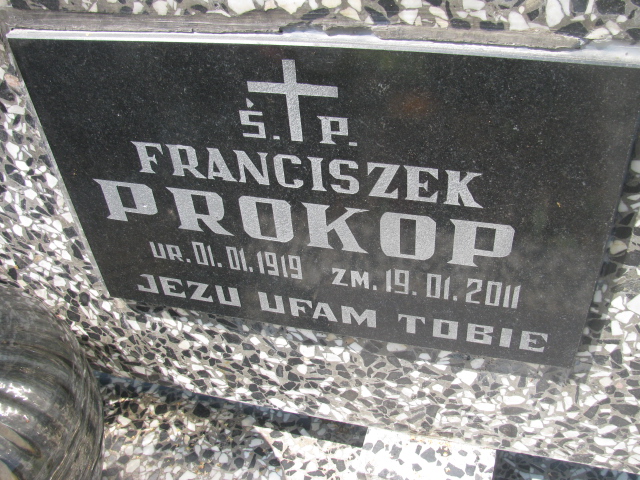 Ś. P.
FRANCISZEK
PROKOP
UR. 01.01.1919 ZM. 19.01.2011
JEZU UFAM TOBIE